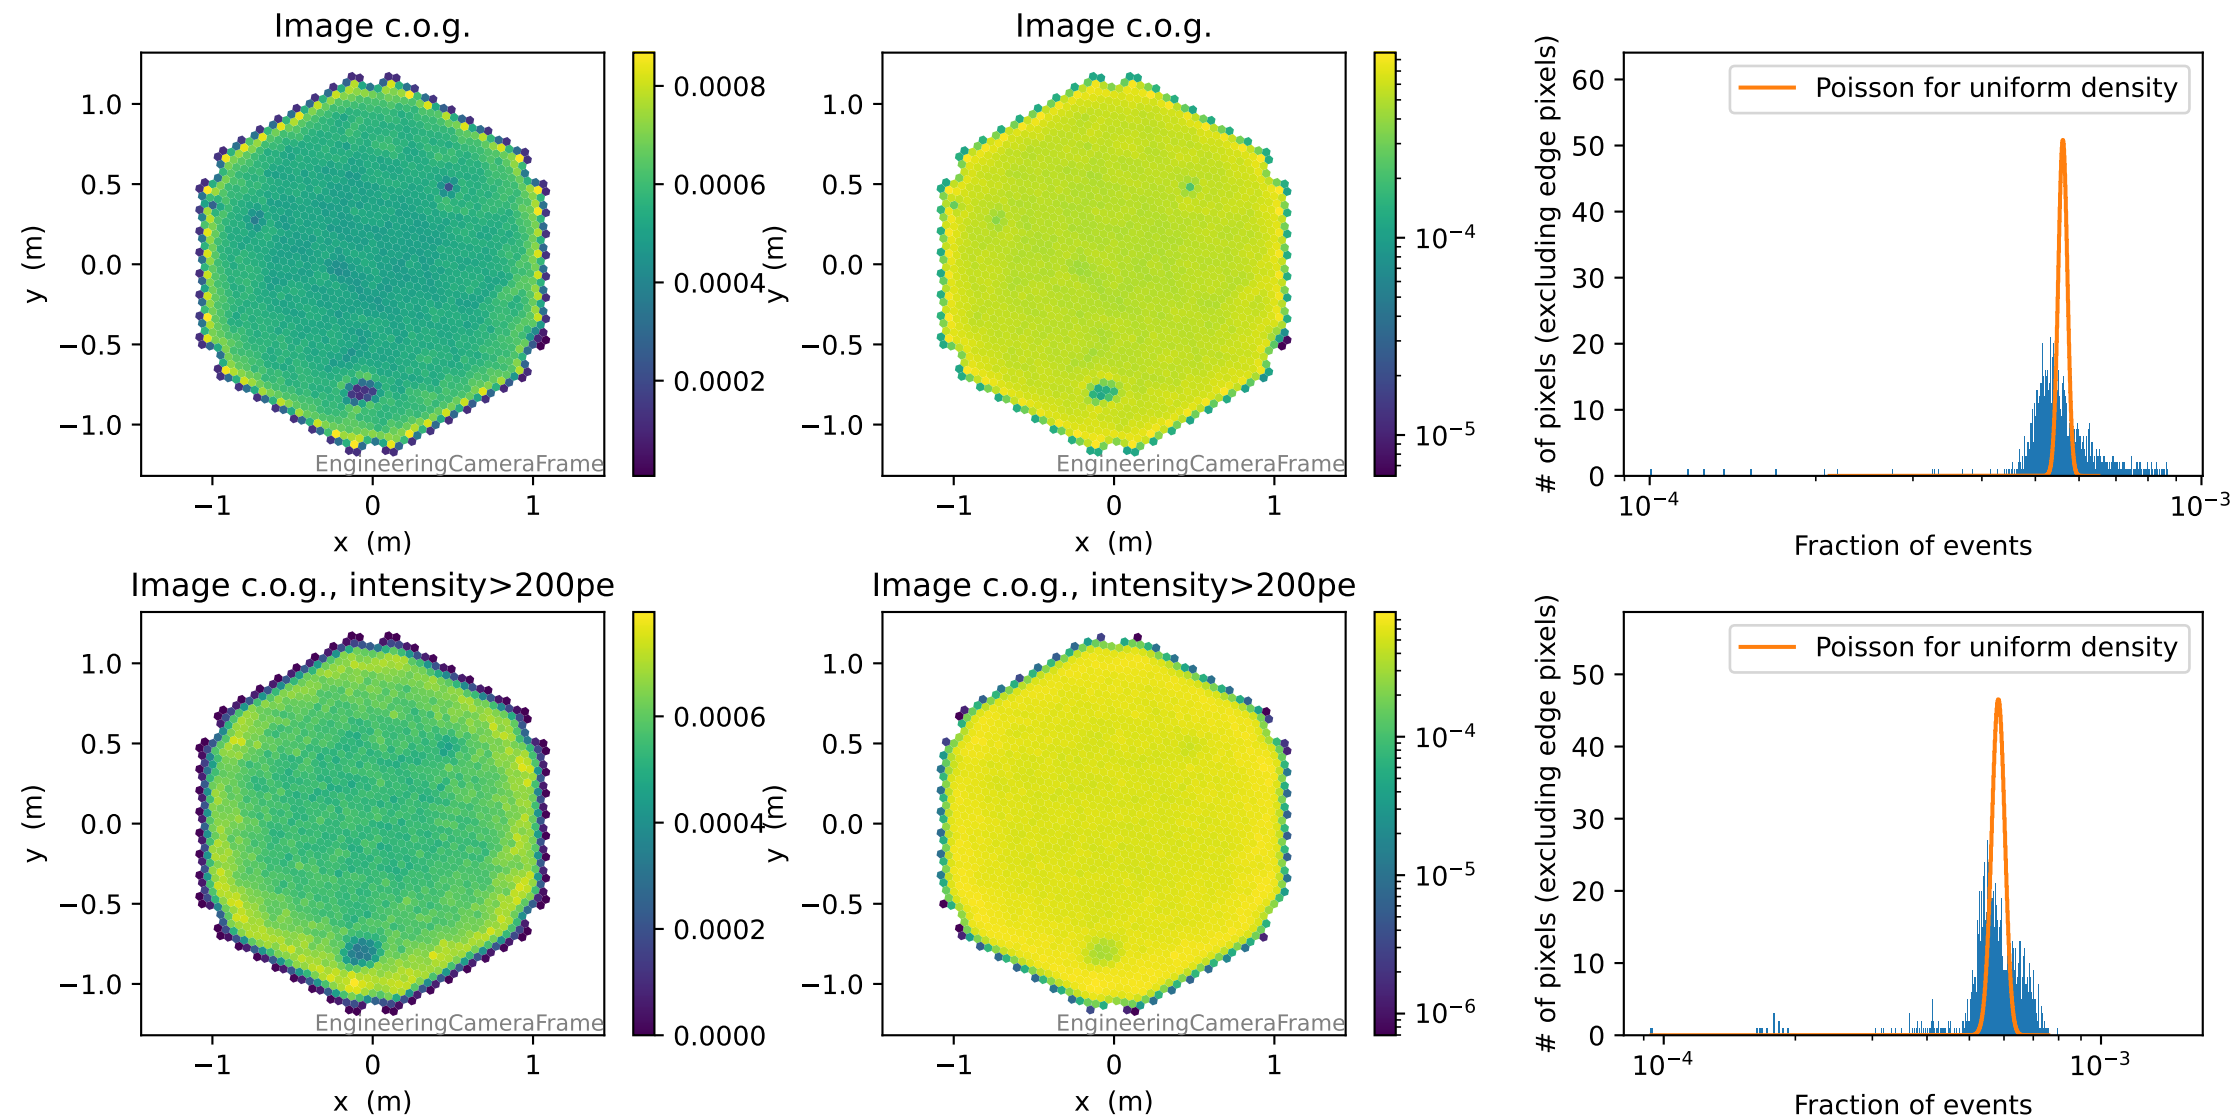 Image c.o.g.
1.0
0.5
0.0
−0.5
−1.0
y (m)
−1
0
1
x (m)
EngineeringCameraFrame
0.0008
0.0006
0.0004
0.0002
Image c.o.g.
1.0
0.5
0.0
−0.5
−1.0
y (m)
−1
0
1
x (m)
EngineeringCameraFrame
10−4
10−5
# of pixels (excluding edge pixels)
60
50
40
30
20
10
0
Poisson for uniform density
10−4
10−3
Fraction of events
Image c.o.g., intensity>200pe
1.0
0.5
0.0
−0.5
−1.0
y (m)
−1
0
1
x (m)
EngineeringCameraFrame
0.0006
0.0004
0.0002
0.0000
Image c.o.g., intensity>200pe
1.0
0.5
0.0
−0.5
−1.0
y (m)
−1
0
1
x (m)
EngineeringCameraFrame
10−4
10−5
10−6
# of pixels (excluding edge pixels)
50
40
30
20
10
0
Poisson for uniform density
10−4
10−3
Fraction of events